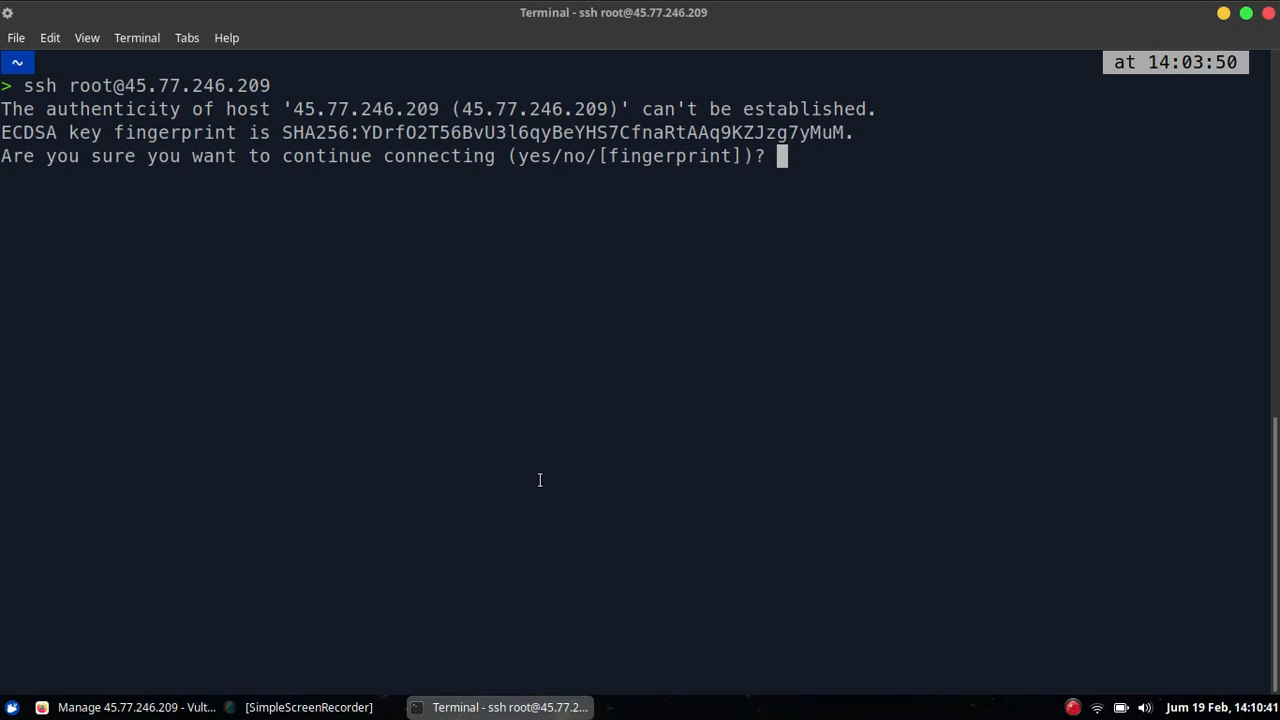 Terminal - ssh root@45.77.246.209
File Edit View Terminal Tabs Help
~ at 14:03:50
> ssh root@45.77.246.209
The authenticity of host '45.77.246.209 (45.77.246.209)' can't be established.
ECDSA key fingerprint is SHA256:YDrfO2T56BvU3l6qyBeYHS7CfnaRtAAq9KZJzg7yMuM.
Are you sure you want to continue connecting (yes/no/[fingerprint])?
Manage 45.77.246.209 - Vult... [SimpleScreenRecorder] Terminal - ssh root@45.77.2... Jum 19 Feb, 14:10:41